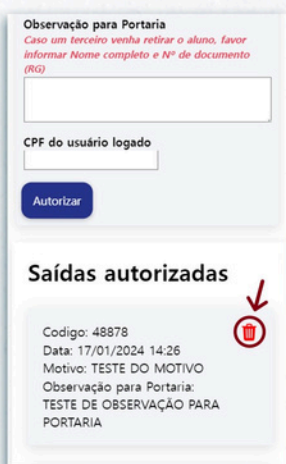 Observação para Portaria
Caso um terceiro venha retirar o aluno, favor
informar Nome completo e Nº de documento
(RG)
CPF do usuário logado
Autorizar
Saídas autorizadas
Codigo: 48878
Data: 17/01/2024 14:26
Motivo: TESTE DO MOTIVO
Observação para Portaria:
TESTE DE OBSERVAÇÃO PARA
PORTARIA